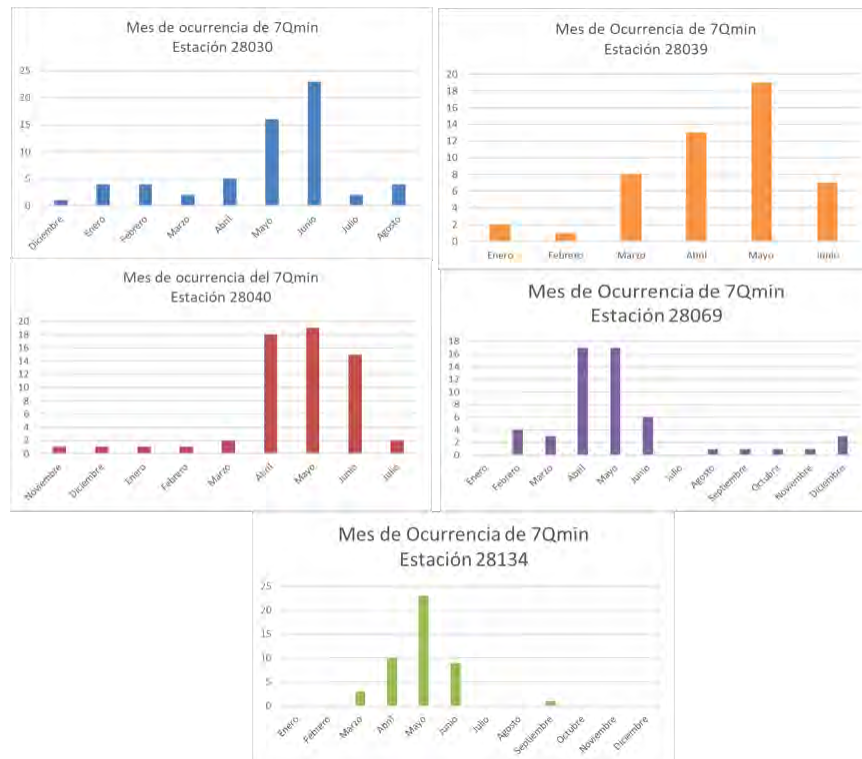 Mes de ocurrencia de 7Qmin
Estación 28030
25
20
15
10
5
0
Diciembre
Enero
Febrero
Marzo
Abril
Mayo
Junio
Julio
Agosto
Mes de Ocurrencia de 7Qmin
Estación 28039
20
18
16
14
12
10
8
6
4
2
0
Enero
Febrero
Marzo
Abril
Mayo
Junio
Mes de ocurrencia del 7Qmin
Estación 28040
20
18
16
14
12
10
8
6
4
2
0
Noviembre
Diciembre
Enero
Febrero
Marzo
Abril
Mayo
Junio
Julio
Mes de Ocurrencia de 7Qmin
Estación 28069
18
16
14
12
10
8
6
4
2
0
Enero
Febrero
Marzo
Abril
Mayo
Junio
Julio
Agosto
Septiembre
Octubre
Noviembre
Diciembre
Mes de Ocurrencia de 7Qmin
Estación 28134
25
20
15
10
5
0
Enero
Febrero
Marzo
Abril
Mayo
Junio
Julio
Agosto
Septiembre
Octubre
Noviembre
Diciembre